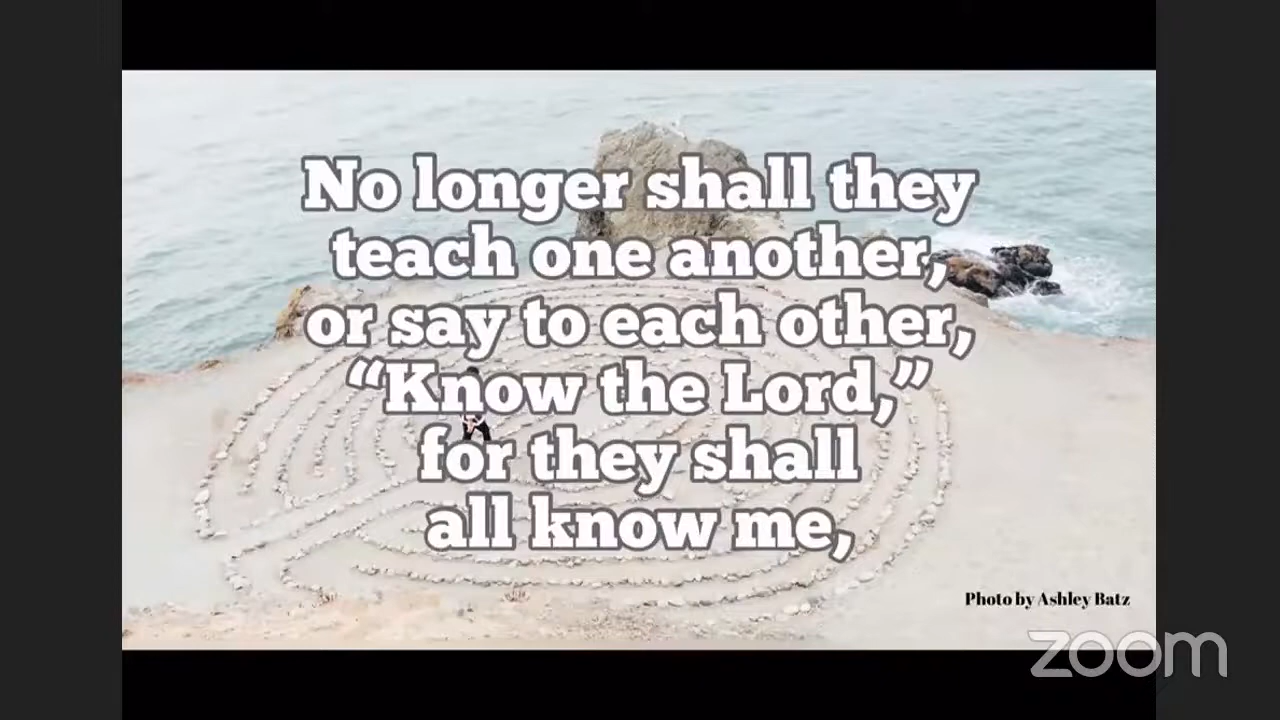 No longer shall they
teach one another,
or say to each other,
“Know the Lord,”
for they shall
all know me,
Photo by Ashley Batz
zoom